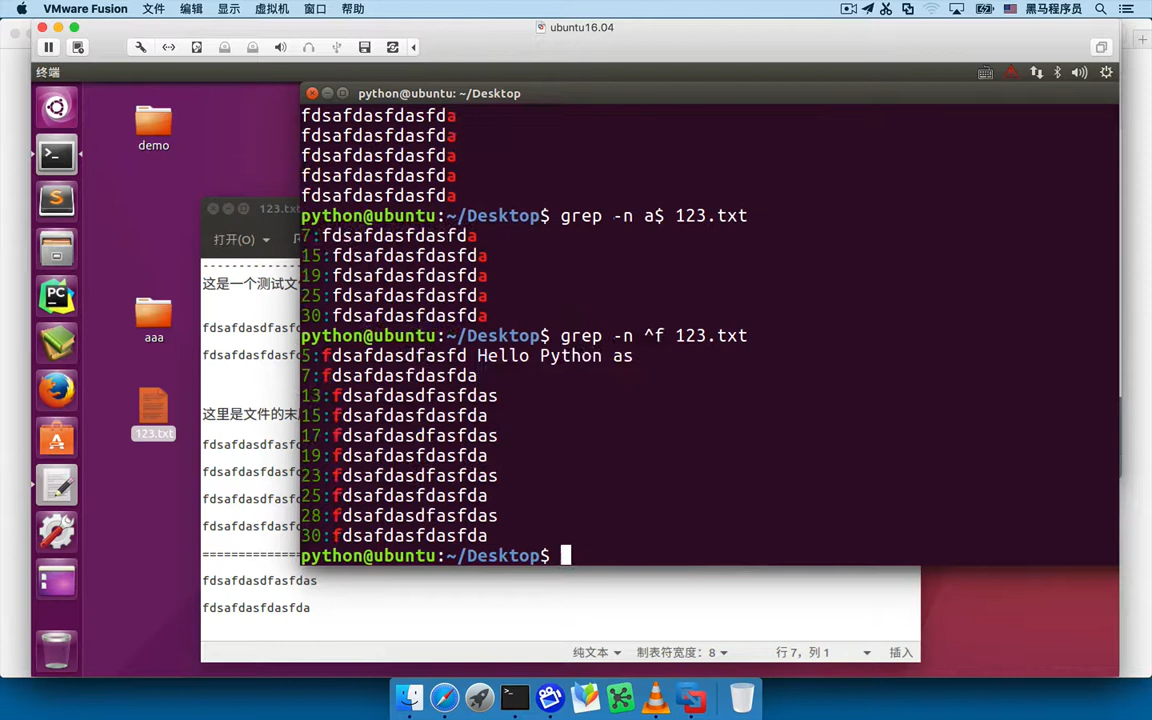 VMware Fusion 文件 编辑 显示 虚拟机 窗口 帮助 黑马程序员
ubuntu16.04
终端
python@ubuntu: ~/Desktop
demo
aaa
123.txt
123.txt
打开(O)
这是一个测试文
fdsafdasdfasfd
fdsafdasfdasfd
这里是文件的末
fdsafdasdfasfd
fdsafdasfdasfd
fdsafdasdfasfd
fdsafdasfdasfd
fdsafdasdfasfdas
fdsafdasfdasfda
纯文本 制表符宽度：8 行 7，列 1 插入
fdsafdasfdasfda
fdsafdasfdasfda
fdsafdasfdasfda
fdsafdasfdasfda
fdsafdasfdasfda
python@ubuntu:~/Desktop$ grep -n a$ 123.txt
7:fdsafdasfdasfda
15:fdsafdasfdasfda
19:fdsafdasfdasfda
25:fdsafdasfdasfda
30:fdsafdasfdasfda
python@ubuntu:~/Desktop$ grep -n ^f 123.txt
5:fdsafdasdfasfd Hello Python as
7:fdsafdasfdasfda
13:fdsafdasdfasfdas
15:fdsafdasfdasfda
17:fdsafdasdfasfdas
19:fdsafdasfdasfda
23:fdsafdasdfasfdas
25:fdsafdasfdasfda
28:fdsafdasdfasfdas
30:fdsafdasfdasfda
python@ubuntu:~/Desktop$